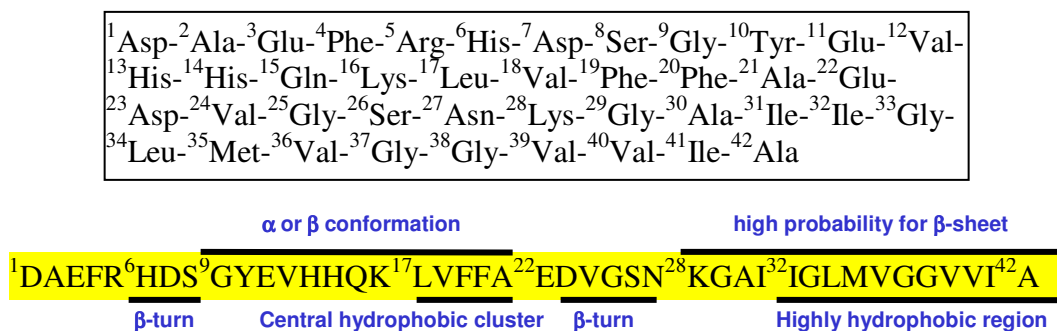 ¹Asp-²Ala-³Glu-⁴Phe-⁵Arg-⁶His-⁷Asp-⁸Ser-⁹Gly-¹⁰Tyr-¹¹Glu-¹²Val-
¹³His-¹⁴His-¹⁵Gln-¹⁶Lys-¹⁷Leu-¹⁸Val-¹⁹Phe-²⁰Phe-²¹Ala-²²Glu-
²³Asp-²⁴Val-²⁵Gly-²⁶Ser-²⁷Asn-²⁸Lys-²⁹Gly-³⁰Ala-³¹Ile-³²Ile-³³Gly-
³⁴Leu-³⁵Met-³⁶Val-³⁷Gly-³⁸Gly-³⁹Val-⁴⁰Val-⁴¹Ile-⁴²Ala
α or β conformation high probability for β-sheet
¹DAEFR⁶HDS⁹GYEVHHQK¹⁷LVFFA²²EDVGSN²⁸KGAI³²IGLMVGGVVI⁴²A
β-turn Central hydrophobic cluster β-turn Highly hydrophobic region